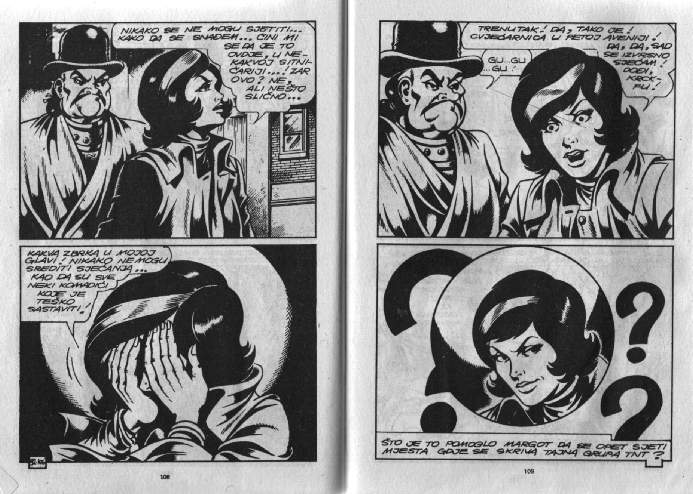 NIKAKO SE NE MOGU SJETITI...
KAKO DA SE SNAĐEM... ČINI MI
SE DA JE TO
OVDJE, U NE-
KAKVOJ SITNI-
ČARIJI...! ZAR
OVO? NE,
ALI NEŠTO
SLIČNO...
KAKVA ZBRKA U MOJOJ
GLAVI! NIKAKO NE MOGU
SREDITI SJEĆANJA...
KAO DA SU SVE
NEKI KOMADIĆI
KOJE JE
TEŠKO
SASTAVITI!
108
TRENUTAK! DA, TAKO JE!
CVJEĆARNICA U PETOJ AVENIJI!
DA, DA, SAD
SE IZVRSNO
SJEĆAM!
DOĐI,
KROK-
FU!
GU...GU
...GU!
?
?
?
?
ŠTO JE TO POMOGLO MARGOT DA SE OPET SJETI
MJESTA GDJE SE SKRIVA TAJNA GRUPA TNT?
109